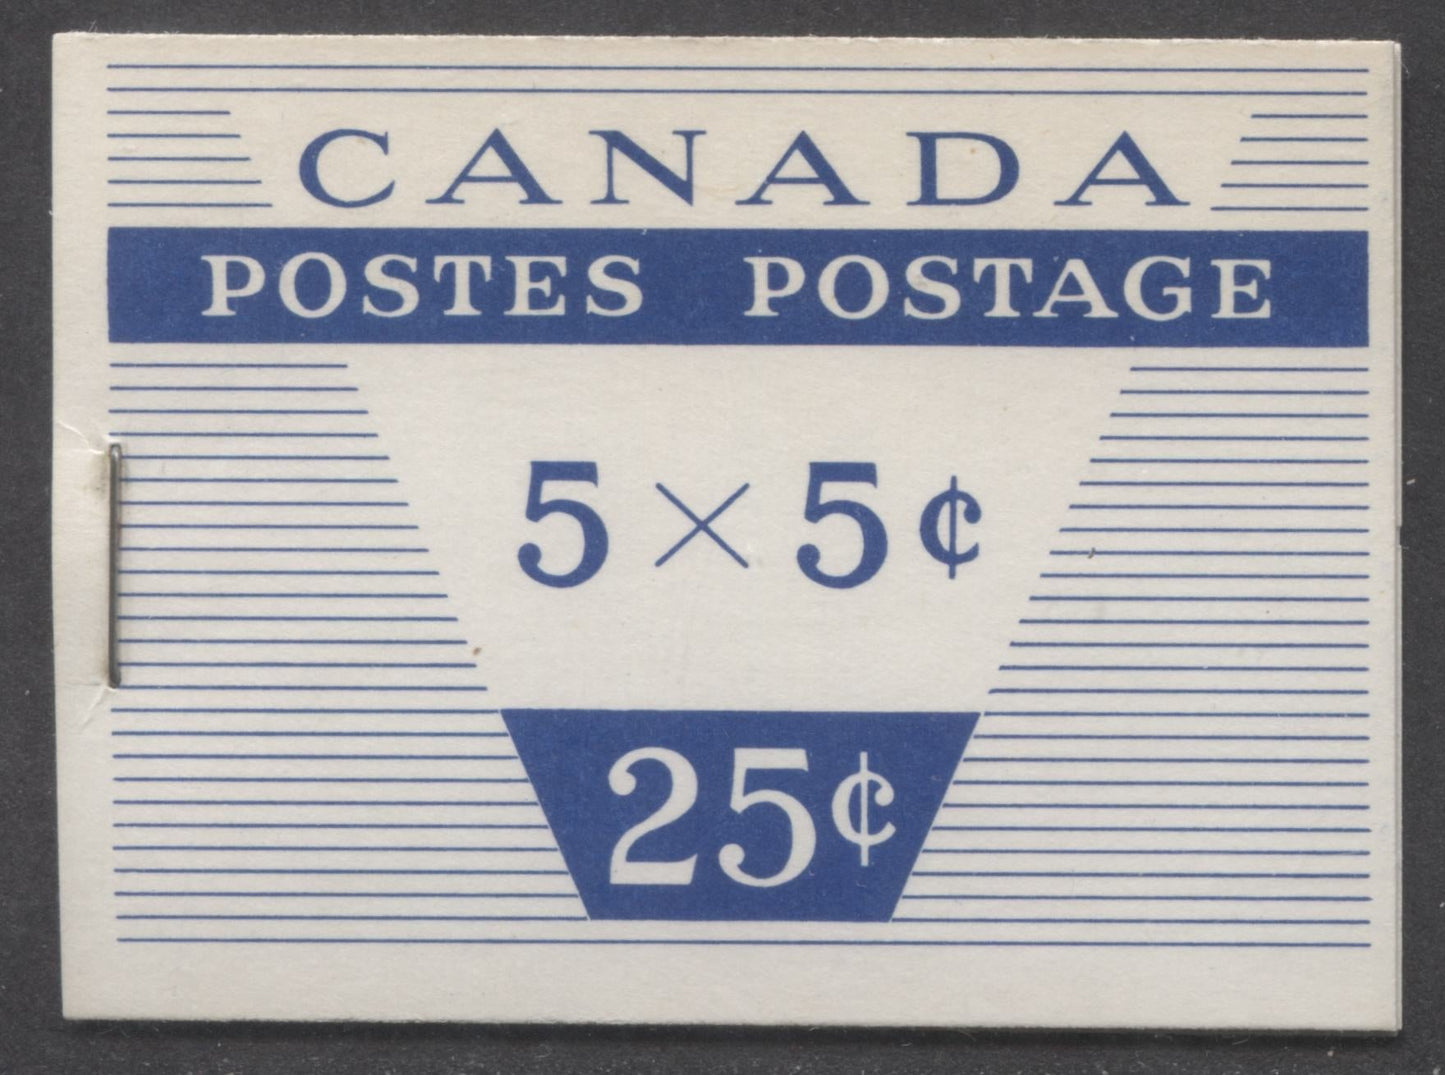 CANADA
POSTES POSTAGE
5 × 5¢
25¢